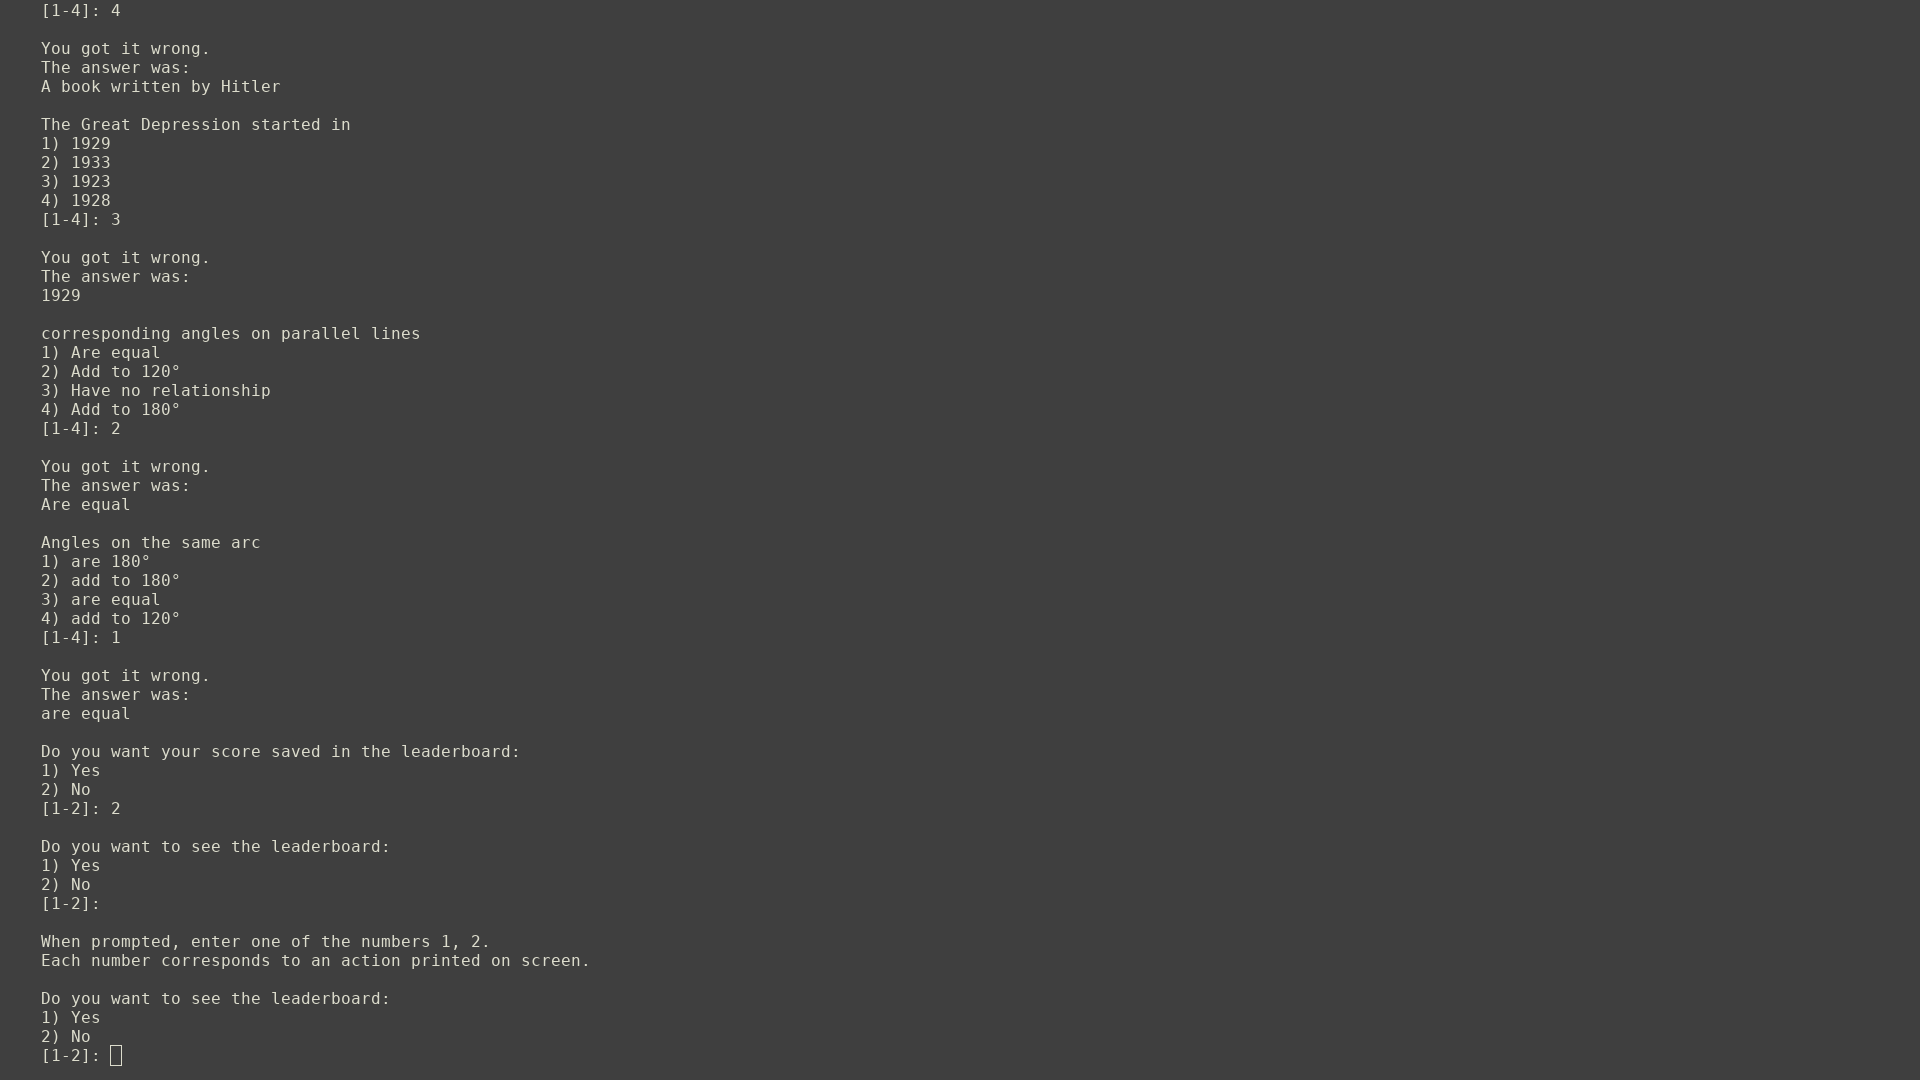 [1-4]: 4
You got it wrong.
The answer was:
A book written by Hitler
The Great Depression started in
1) 1929
2) 1933
3) 1923
4) 1928
[1-4]: 3
You got it wrong.
The answer was:
1929
corresponding angles on parallel lines
1) Are equal
2) Add to 120°
3) Have no relationship
4) Add to 180°
[1-4]: 2
You got it wrong.
The answer was:
Are equal
Angles on the same arc
1) are 180°
2) add to 180°
3) are equal
4) add to 120°
[1-4]: 1
You got it wrong.
The answer was:
are equal
Do you want your score saved in the leaderboard:
1) Yes
2) No
[1-2]: 2
Do you want to see the leaderboard:
1) Yes
2) No
[1-2]:
When prompted, enter one of the numbers 1, 2.
Each number corresponds to an action printed on screen.
Do you want to see the leaderboard:
1) Yes
2) No
[1-2]: